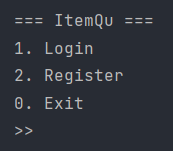 === ItemQu ===
1. Login
2. Register
0. Exit
>>